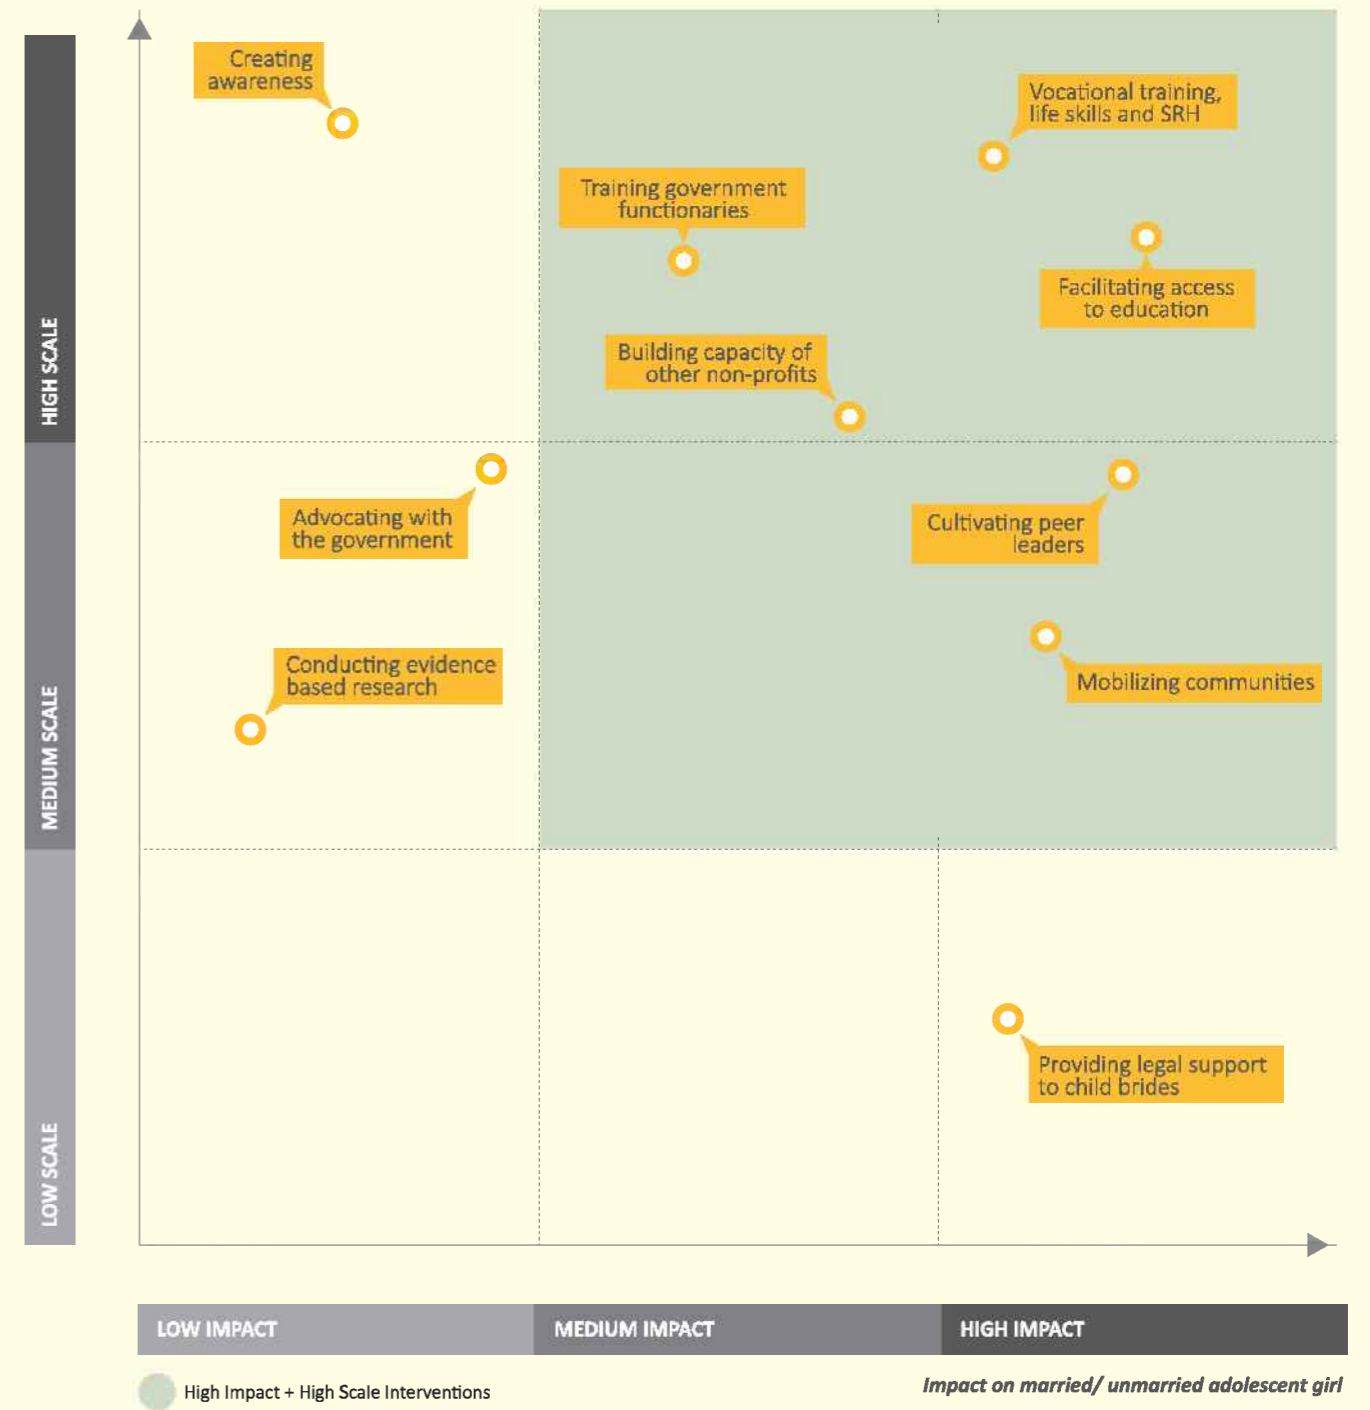 Creating
awareness
Vocational training,
life skills and SRH
Training government
functionaries
Facilitating access
to education
Building capacity of
other non-profits
HIGH SCALE
Advocating with
the government
Cultivating peer
leaders
Conducting evidence
based research
Mobilizing communities
MEDIUM SCALE
Providing legal support
to child brides
LOW SCALE
LOW IMPACT
MEDIUM IMPACT
HIGH IMPACT
High Impact + High Scale Interventions
Impact on married/ unmarried adolescent girl